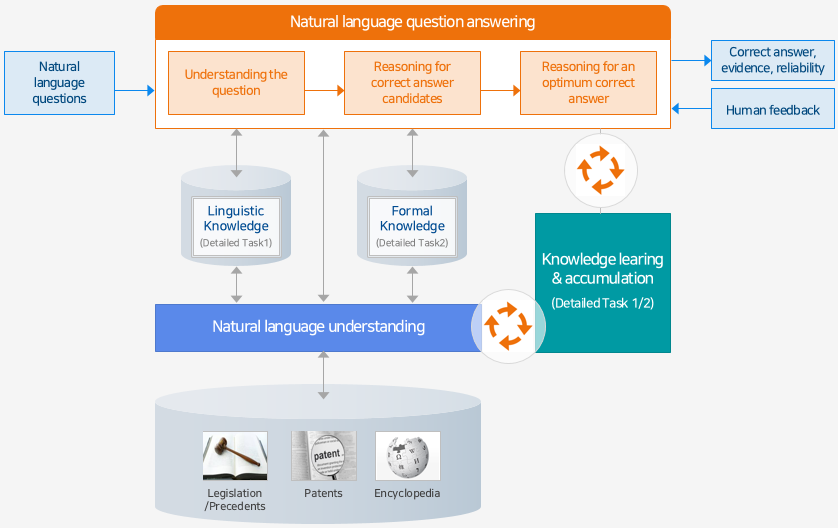 Natural language question answering
Natural
language
questions
Understanding the
question
Reasoning for
correct answer
candidates
Reasoning for an
optimum correct
answer
Correct answer,
evidence, reliability
Human feedback
Linguistic
Knowledge
(Detailed Task1)
Formal
Knowledge
(Detailed Task2)
Knowledge learing
& accumulation
(Detailed Task 1/2)
Natural language understanding
patent
Ω
W
Legislation
/Precedents
Patents
Encyclopedia